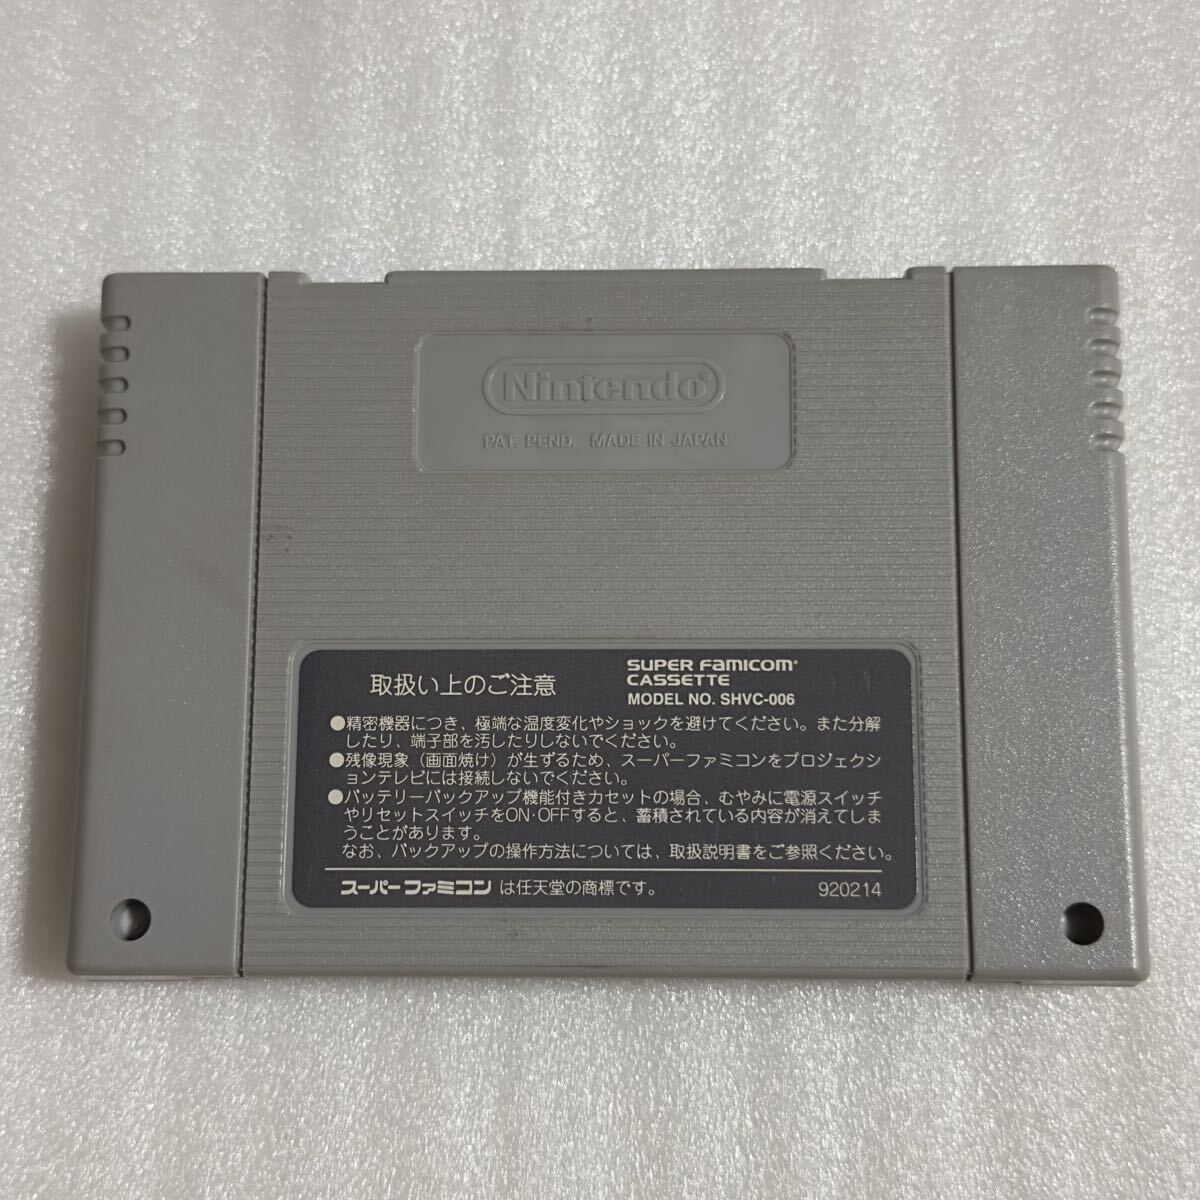 Nintendo®
PAT. PEND. MADE IN JAPAN
取扱い上のご注意
SUPER FAMICOM®
CASSETTE
MODEL NO. SHVC-006
●精密機器につき、極端な温度変化やショックを避けてください。また分解
したり、端子部を汚したりしないでください。
●残像現象（画面焼け）が生ずるため、スーパーファミコンをプロジェクシ
ョンテレビには接続しないでください。
●バッテリーバックアップ機能付きカセットの場合、むやみに電源スイッチ
やリセットスイッチをON・OFFすると、蓄積されている内容が消えてしま
うことがあります。
なお、バックアップの操作方法については、取扱説明書をご参照ください。
スーパーファミコン は任天堂の商標です。
920214